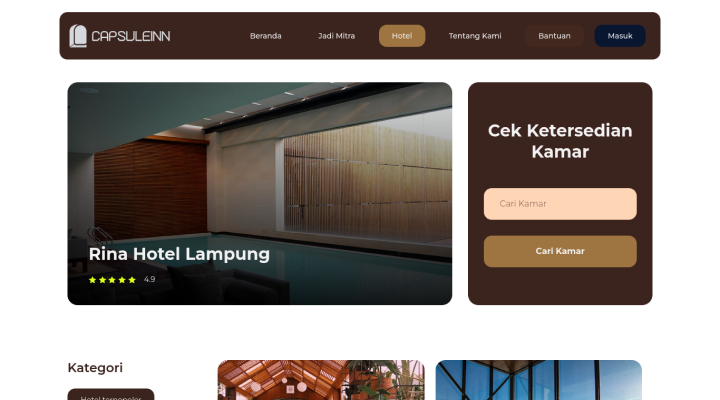 CAPSULEINN
Beranda
Jadi Mitra
Hotel
Tentang Kami
Bantuan
Masuk
Rina Hotel Lampung
4.9
Cek Ketersedian
Kamar
Cari Kamar
Cari Kamar
Kategori
Hotel terpopeler